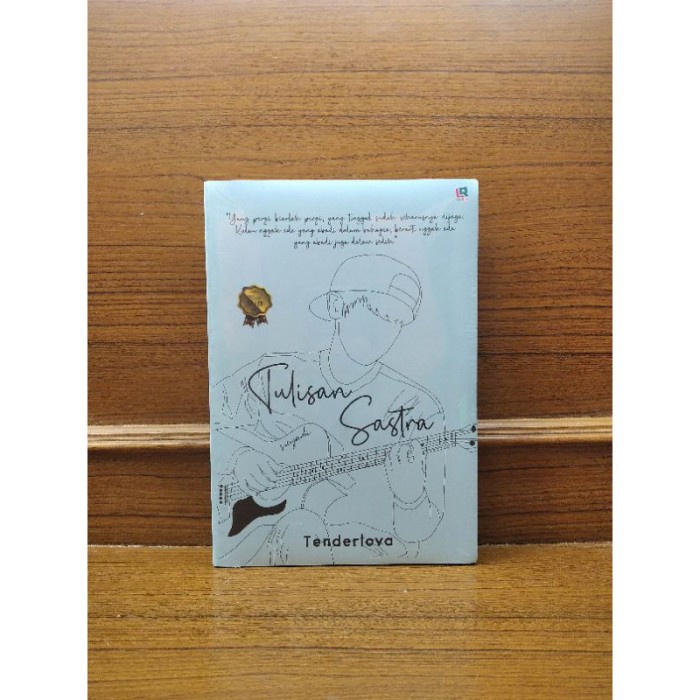 LR
"Yang pergi biarlah pergi, yang tinggal sudah seharusnya dijaga.
Kalau nggak ada yang abadi dalam bahagia, berarti nggak ada
yang abadi juga dalam sedih"
Tulisan
Sastra
Tenderlova